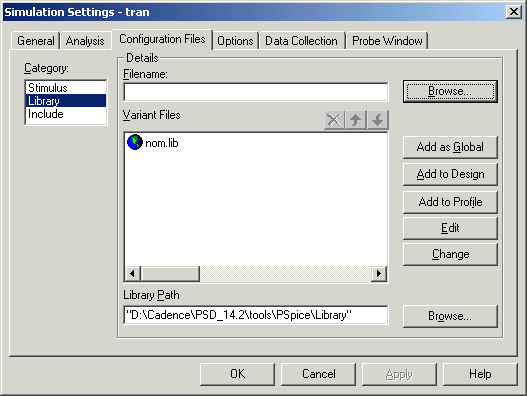 Simulation Settings - tran
General Analysis Configuration Files Options Data Collection Probe Window
Category:
Stimulus
Library
Include
Details
Filename:
Browse...
Variant Files
nom.lib
Add as Global
Add to Design
Add to Profile
Edit
Change
Library Path
"D:\Cadence\PSD_14.2\tools\PSpice\Library"
Browse...
OK Cancel Apply Help